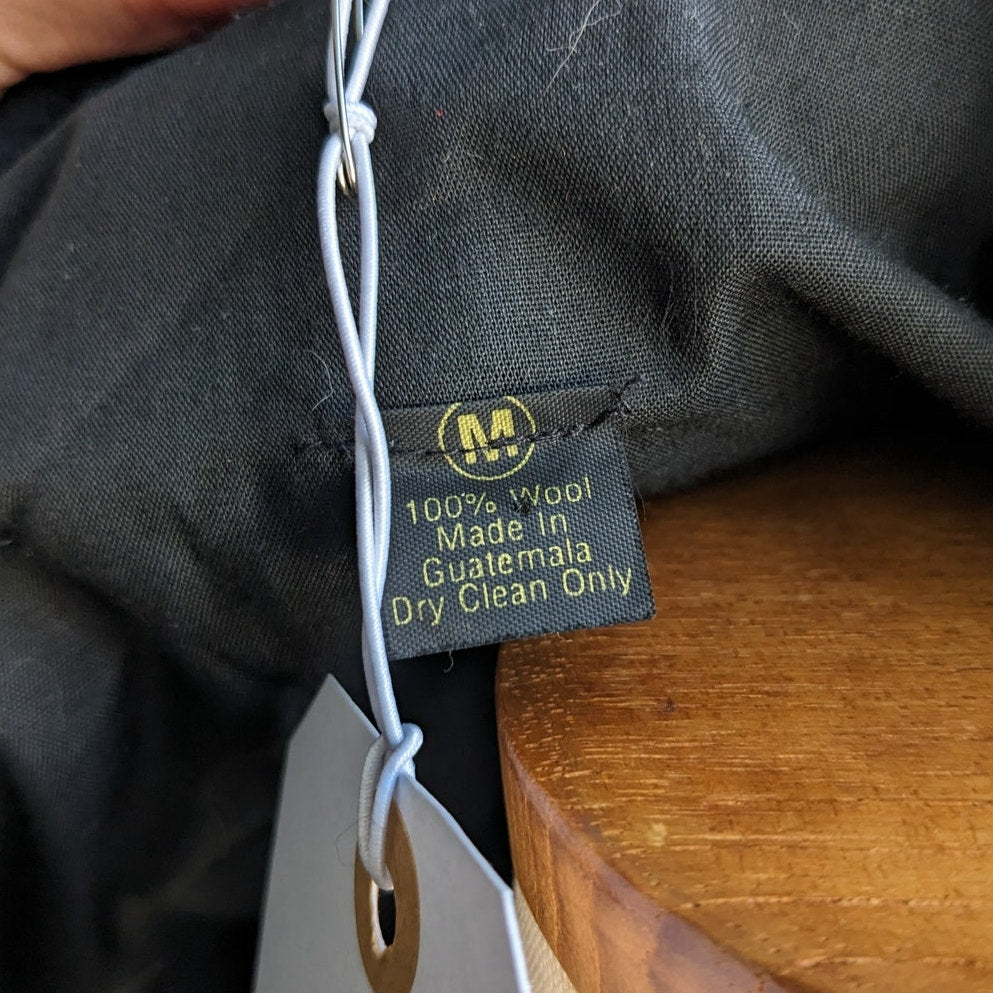 M
100% Wool
Made In
Guatemala
Dry Clean Only